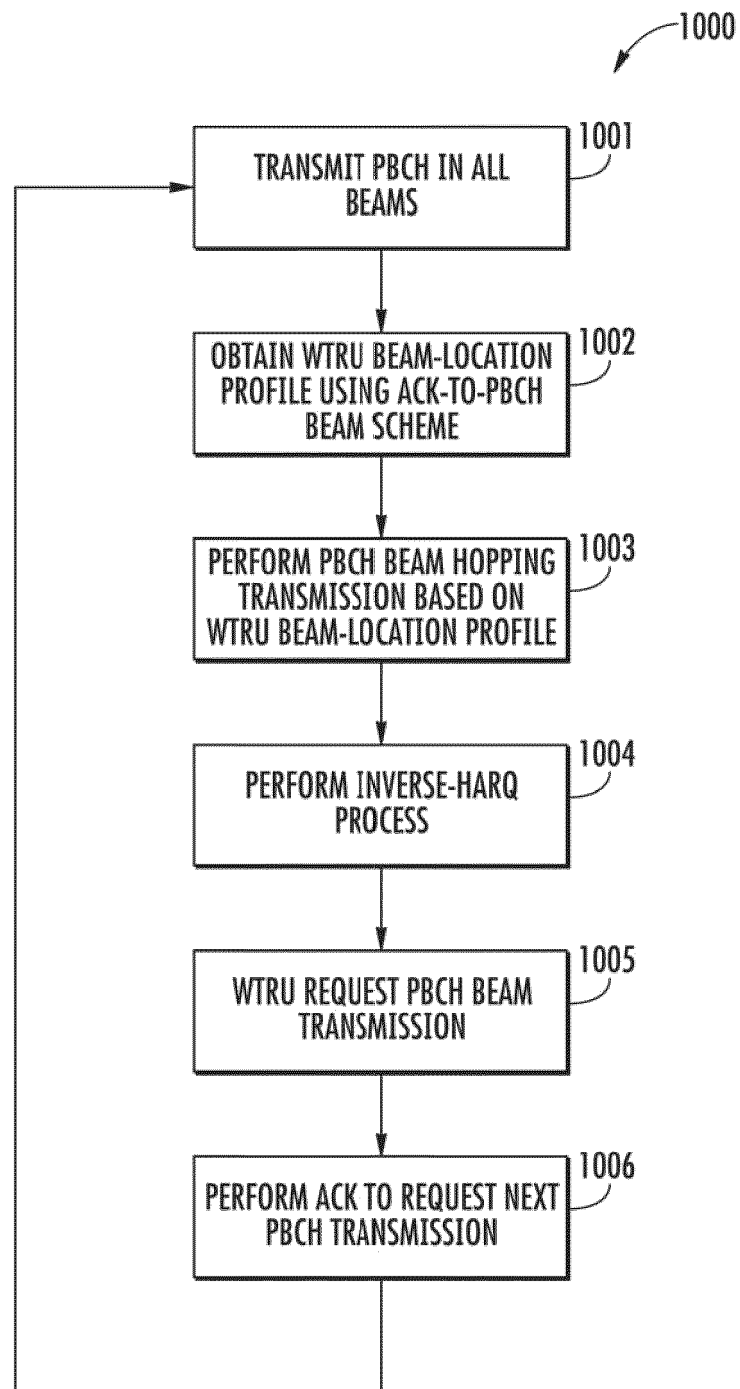 1000
1001
TRANSMIT PBCH IN ALL
BEAMS
1002
OBTAIN WTRU BEAM-LOCATION
PROFILE USING ACK-TO-PBCH
BEAM SCHEME
1003
PERFORM PBCH BEAM HOPPING
TRANSMISSION BASED ON
WTRU BEAM-LOCATION PROFILE
1004
PERFORM INVERSE-HARQ
PROCESS
1005
WTRU REQUEST PBCH BEAM
TRANSMISSION
1006
PERFORM ACK TO REQUEST NEXT
PBCH TRANSMISSION